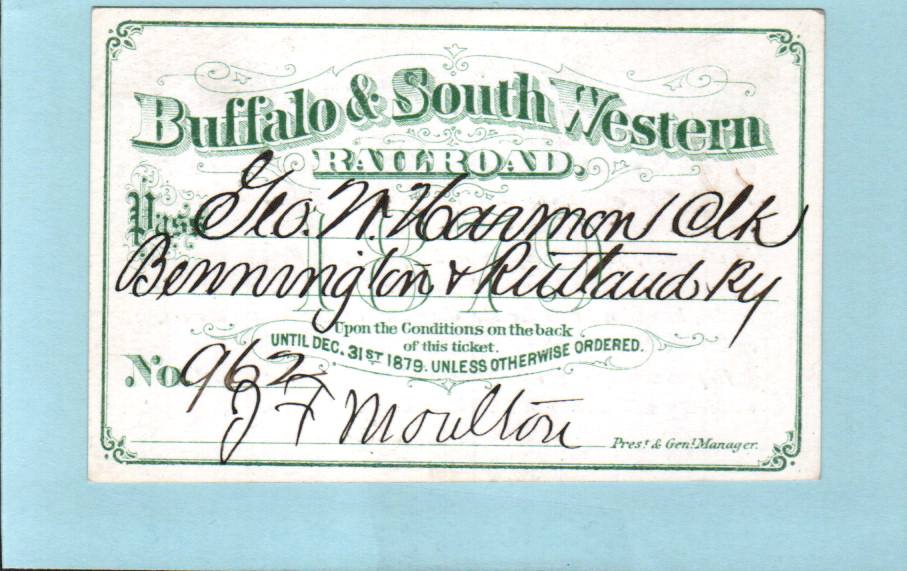 Buffalo & South Western
RAILROAD.
Pass Geo. W. Harmon Clk
1879
Bennington & Rutland Ry
Upon the Conditions on the back
of this ticket.
UNTIL DEC. 31ST 1879. UNLESS OTHERWISE ORDERED.
No 962
J F Moulton
Prest. & Genl. Manager.